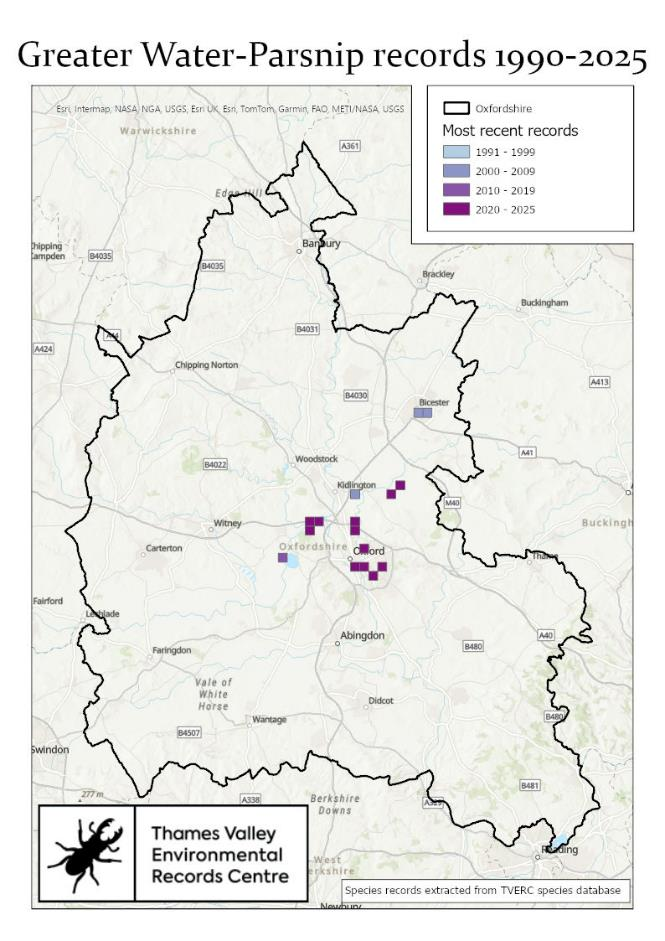 Greater Water-Parsnip records 1990-2025
Esri, Intermap, NASA, NGA, USGS, Esri UK, Esri, TomTom, Garmin, FAO, METI/NASA, USGS
Oxfordshire
Most recent records
1991 - 1999
2000 - 2009
2010 - 2019
2020 - 2025
Warwickshire
A361
Edge Hill
Banbury
Chipping
Campden
B4035
B4035
Brackley
Buckingham
B4031
A44
A424
Chipping Norton
A413
B4030
Bicester
A41
Woodstock
B4022
Kidlington
M40
Witney
Buckingh
Oxfordshire
Oxford
Carterton
Thame
Fairford
Lechlade
A40
Abingdon
B480
Faringdon
Vale of
White
Horse
Didcot
B480
Wantage
B4507
Swindon
B481
277 m
A338
Berkshire
Downs
A329
Reading
West
erkshire
Thames Valley
Environmental
Records Centre
Species records extracted from TVERC species database
Newbury